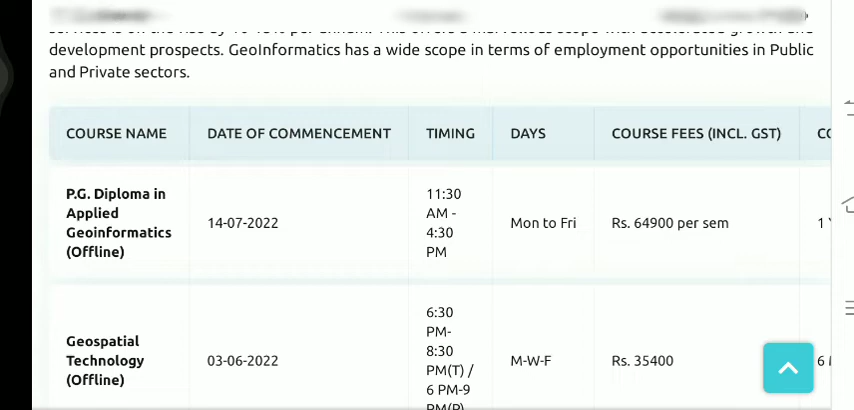 development prospects. GeoInformatics has a wide scope in terms of employment opportunities in Public
and Private sectors.
COURSE NAME DATE OF COMMENCEMENT TIMING DAYS COURSE FEES (INCL. GST)
P.G. Diploma in
Applied
Geoinformatics
(Offline)
14-07-2022
11:30
AM -
4:30
PM
Mon to Fri
Rs. 64900 per sem
1
Geospatial
Technology
(Offline)
03-06-2022
6:30
PM-
8:30
PM(T) /
6 PM-9
PM(P)
M-W-F
Rs. 35400
6